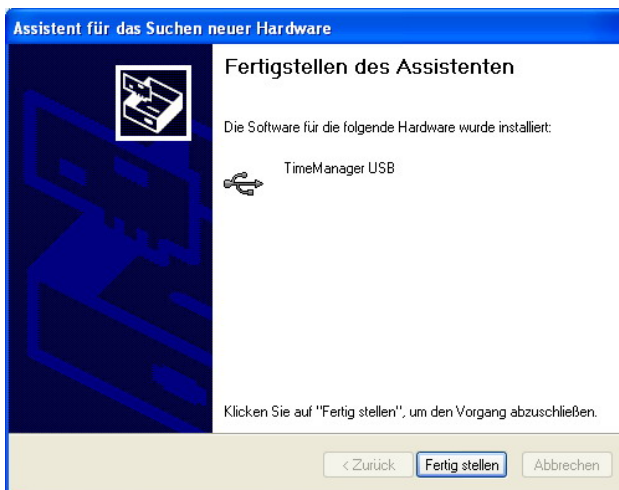 Assistent für das Suchen neuer Hardware
Fertigstellen des Assistenten
Die Software für die folgende Hardware wurde installiert:
TimeManager USB
Klicken Sie auf "Fertig stellen", um den Vorgang abzuschließen.
< Zurück Fertig stellen Abbrechen